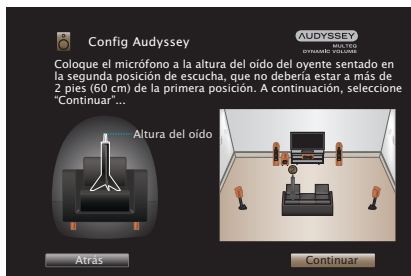 Config Audyssey
AUDYSSEY
MULTEQ
DYNAMIC VOLUME
Coloque el micrófono a la altura del oído del oyente sentado en
la segunda posición de escucha, que no debería estar a más de
2 pies (60 cm) de la primera posición. A continuación, seleccione
“Continuar”...
Altura del oído
Atrás
Continuar